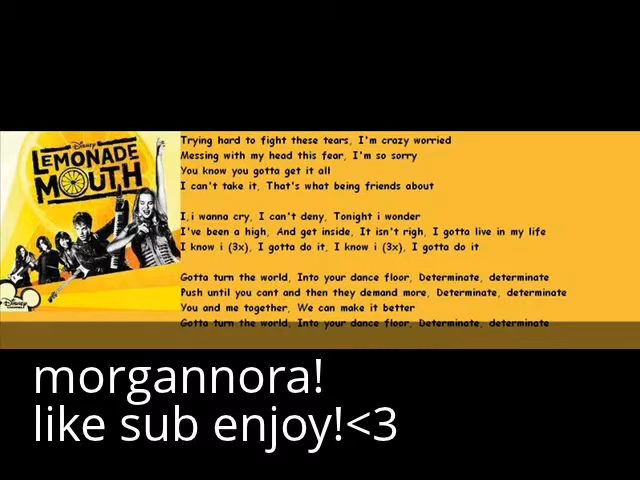 Disney
LEMONADE
MOUTH
Disney
Trying hard to fight these tears, I'm crazy worried
Messing with my head this fear, I'm so sorry
You know you gotta get it all
I can't take it, That's what being friends about
I,i wanna cry, I can't deny, Tonight i wonder
I've been a high, And get inside, It isn't righ, I gotta live in my life
I know i (3x), I gotta do it, I know i (3x), I gotta do it
Gotta turn the world, Into your dance floor, Determinate, determinate
Push until you cant and then they demand more, Determinate, determinate
You and me together, We can make it better
Gotta turn the world, Into your dance floor, Determinate, determinate
morgannora!
like sub enjoy!<3